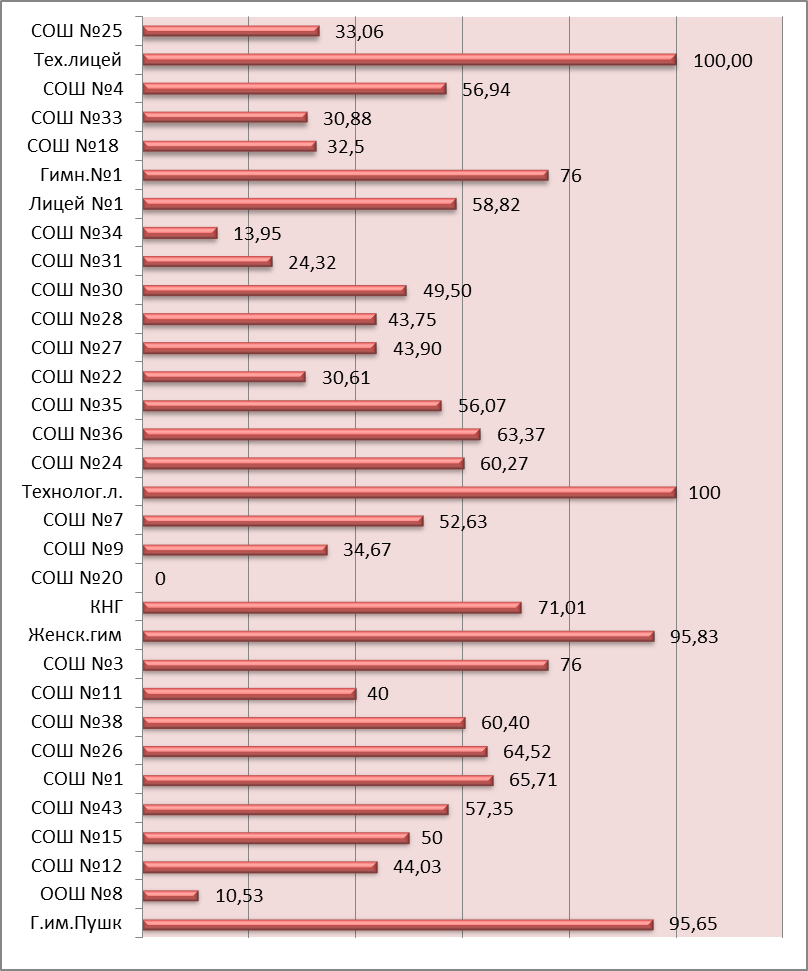 СОШ №25 33,06
Тех.лицей 100,00
СОШ №4 56,94
СОШ №33 30,88
СОШ №18 32,5
Гимн.№1 76
Лицей №1 58,82
СОШ №34 13,95
СОШ №31 24,32
СОШ №30 49,50
СОШ №28 43,75
СОШ №27 43,90
СОШ №22 30,61
СОШ №35 56,07
СОШ №36 63,37
СОШ №24 60,27
Технолог.л. 100
СОШ №7 52,63
СОШ №9 34,67
СОШ №20 0
КНГ 71,01
Женск.гим 95,83
СОШ №3 76
СОШ №11 40
СОШ №38 60,40
СОШ №26 64,52
СОШ №1 65,71
СОШ №43 57,35
СОШ №15 50
СОШ №12 44,03
ООШ №8 10,53
Г.им.Пушк 95,65